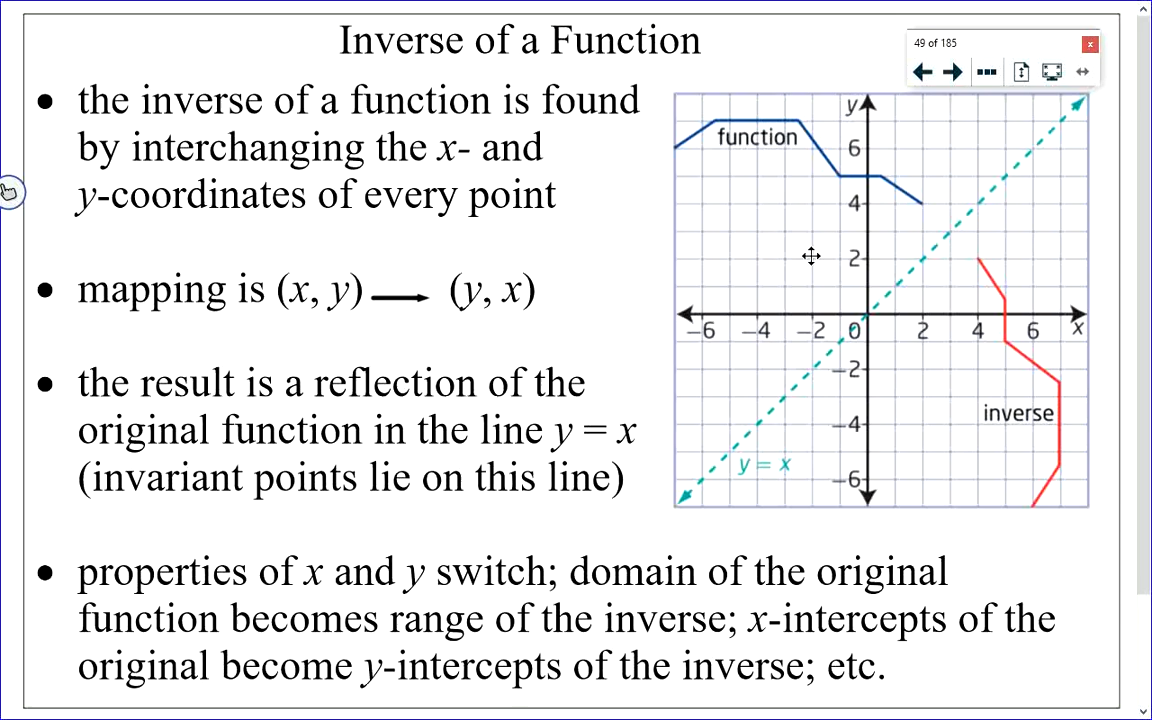 Inverse of a Function
49 of 185
x
• the inverse of a function is found
by interchanging the x- and
y-coordinates of every point
• mapping is (x, y) → (y, x)
• the result is a reflection of the
original function in the line y = x
(invariant points lie on this line)
• properties of x and y switch; domain of the original
function becomes range of the inverse; x-intercepts of the
original become y-intercepts of the inverse; etc.
y
function
6
4
2
−6 −4 −2 0 2 4 6 x
−2
inverse
−4
y = x
−6